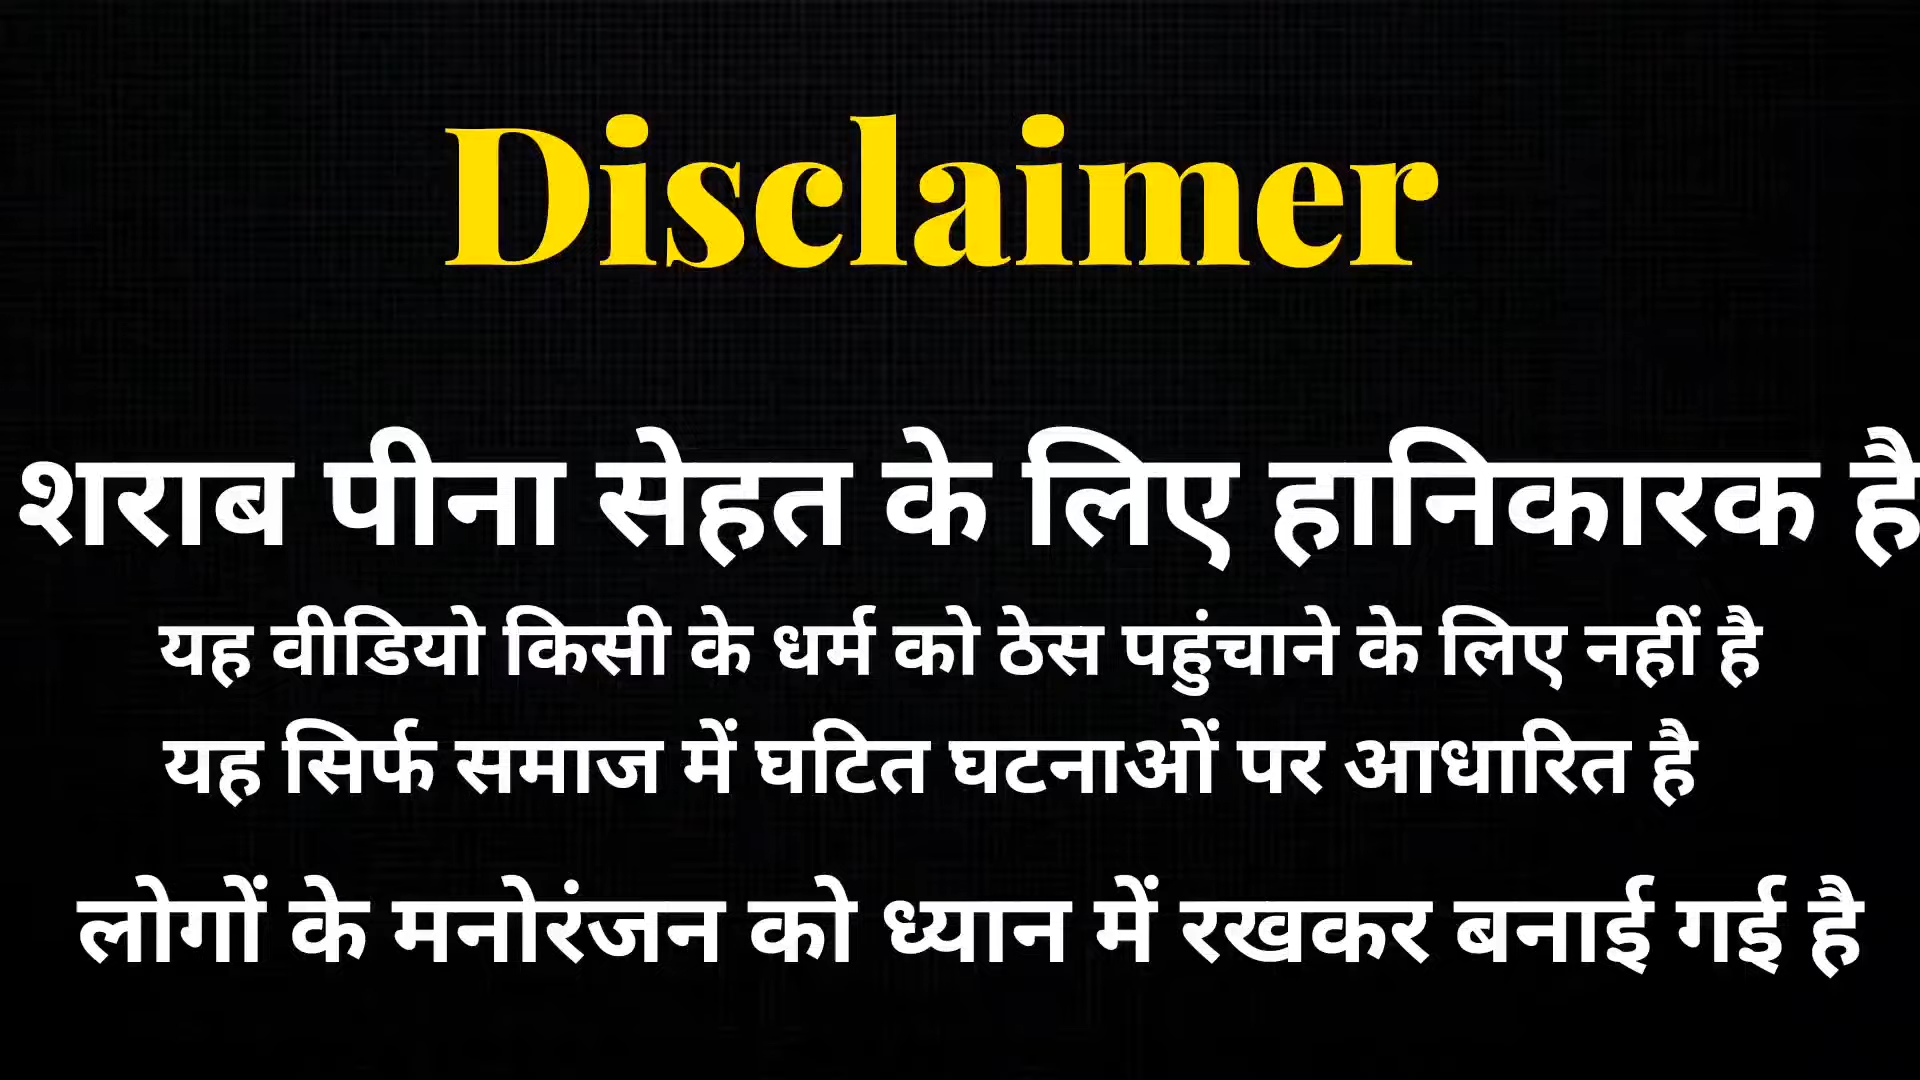 Disclaimer
शराब पीना सेहत के लिए हानिकारक है
यह वीडियो किसी के धर्म को ठेस पहुंचाने के लिए नहीं है
यह सिर्फ समाज में घटित घटनाओं पर आधारित है
लोगों के मनोरंजन को ध्यान में रखकर बनाई गई है